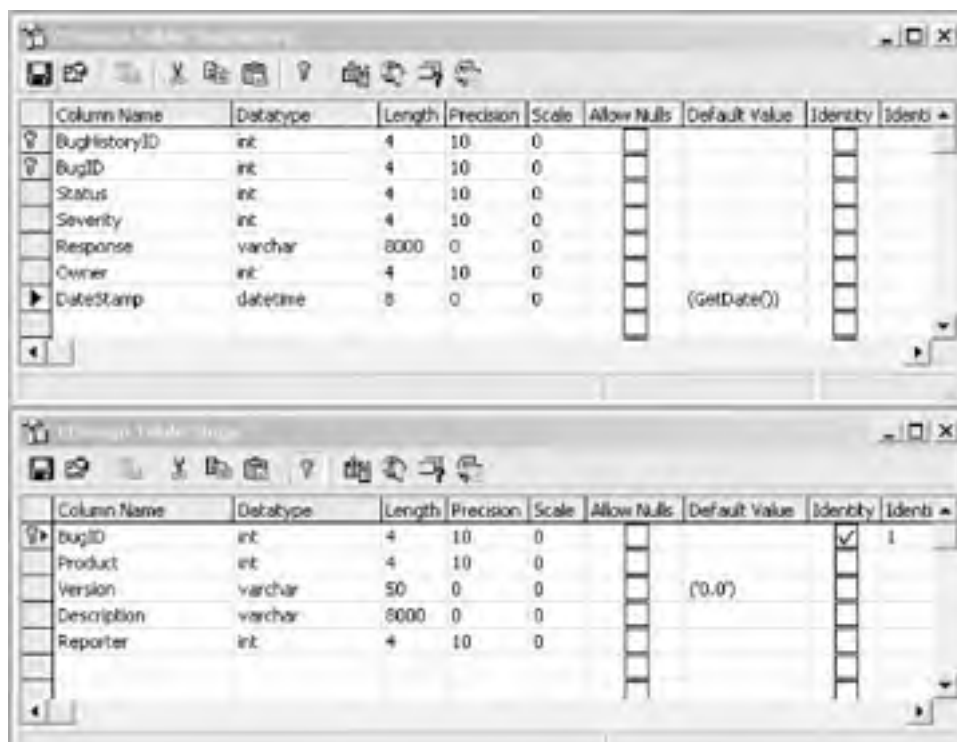 Column Name Datatype Length Precision Scale Allow Nulls Default Value Identity Identi
BugHistoryID int 4 10 0
BugID int 4 10 0
Status int 4 10 0
Severity int 4 10 0
Response varchar 8000 0 0
Owner int 4 10 0
DateStamp datetime 8 0 0 (GetDate())
Column Name Datatype Length Precision Scale Allow Nulls Default Value Identity Identi
BugID int 4 10 0 1
Product int 4 10 0
Version varchar 50 0 0 ('0.0')
Description varchar 8000 0 0
Reporter int 4 10 0